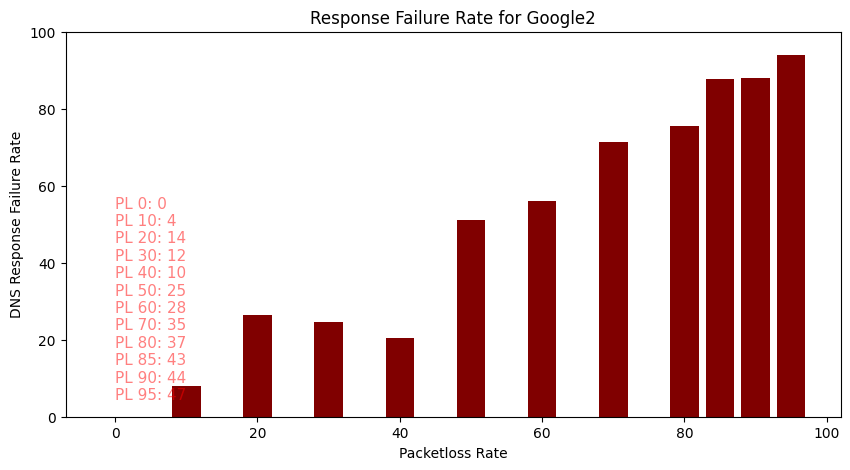 Response Failure Rate for Google2
100
80
60
40
20
0
DNS Response Failure Rate
PL 0: 0
PL 10: 4
PL 20: 14
PL 30: 12
PL 40: 10
PL 50: 25
PL 60: 28
PL 70: 35
PL 80: 37
PL 85: 43
PL 90: 44
PL 95: 47
0 20 40 60 80 100
Packetloss Rate